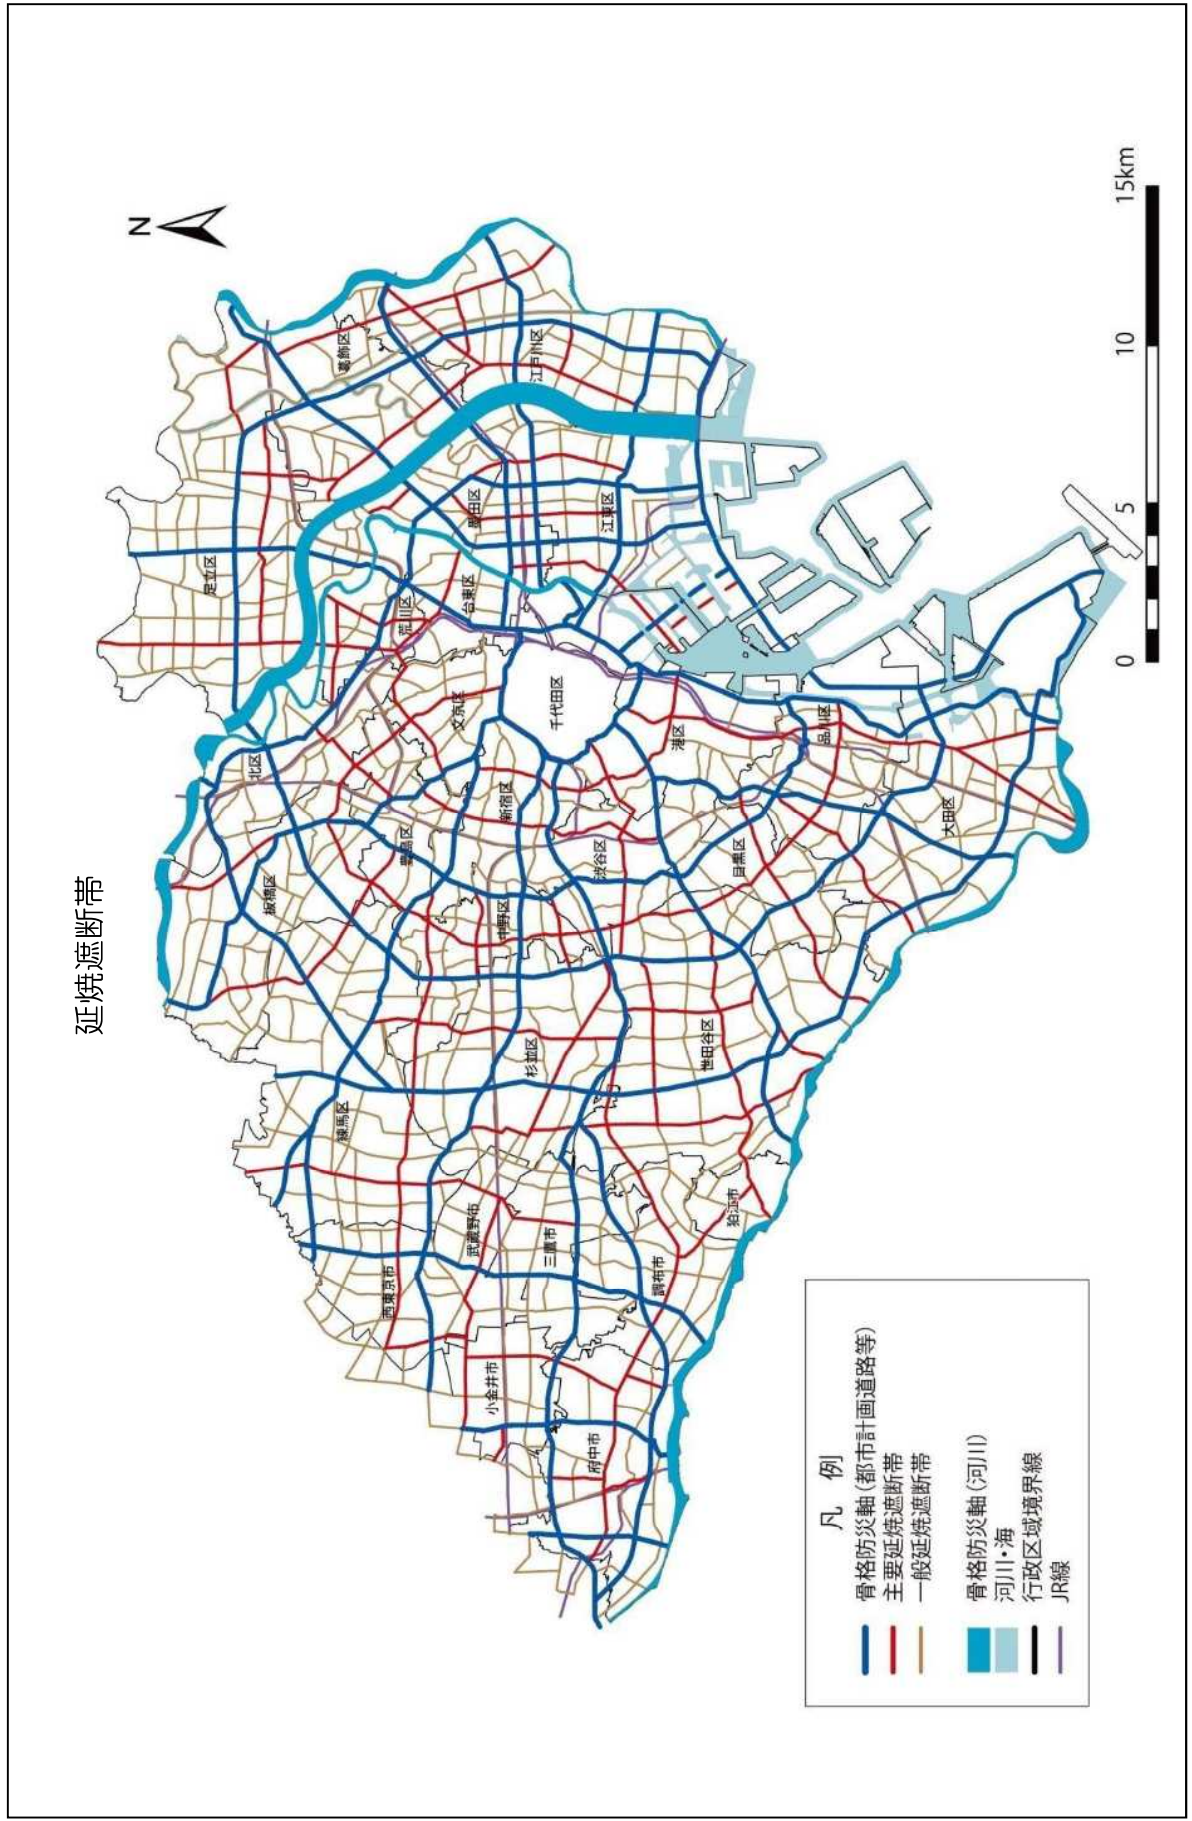 延焼遮断帯
N
足立区
葛飾区
北区
板橋区
荒川区
練馬区
豊島区
文京区
台東区
墨田区
江戸川区
西東京市
武蔵野市
中野区
新宿区
千代田区
江東区
小金井市
三鷹市
杉並区
渋谷区
府中市
調布市
狛江市
世田谷区
目黒区
港区
品川区
大田区
凡 例
骨格防災軸(都市計画道路等)
主要延焼遮断帯
一般延焼遮断帯
骨格防災軸(河川)
河川・海
行政区域境界線
JR線
0 5 10 15km